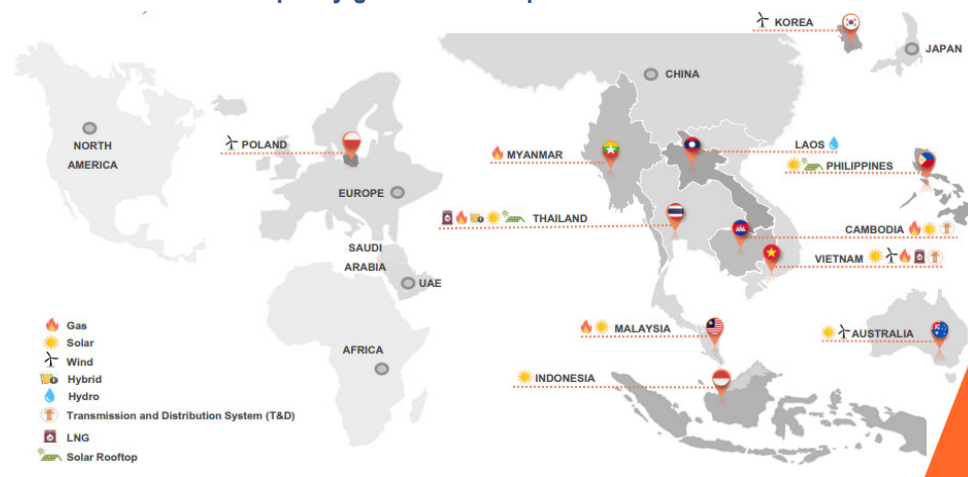 KOREA
JAPAN
CHINA
NORTH
AMERICA
POLAND
MYANMAR
LAOS
PHILIPPINES
EUROPE
THAILAND
CAMBODIA
VIETNAM
SAUDI
ARABIA
UAE
AFRICA
MALAYSIA
AUSTRALIA
INDONESIA
Gas
Solar
Wind
Hybrid
Hydro
Transmission and Distribution System (T&D)
LNG
Solar Rooftop